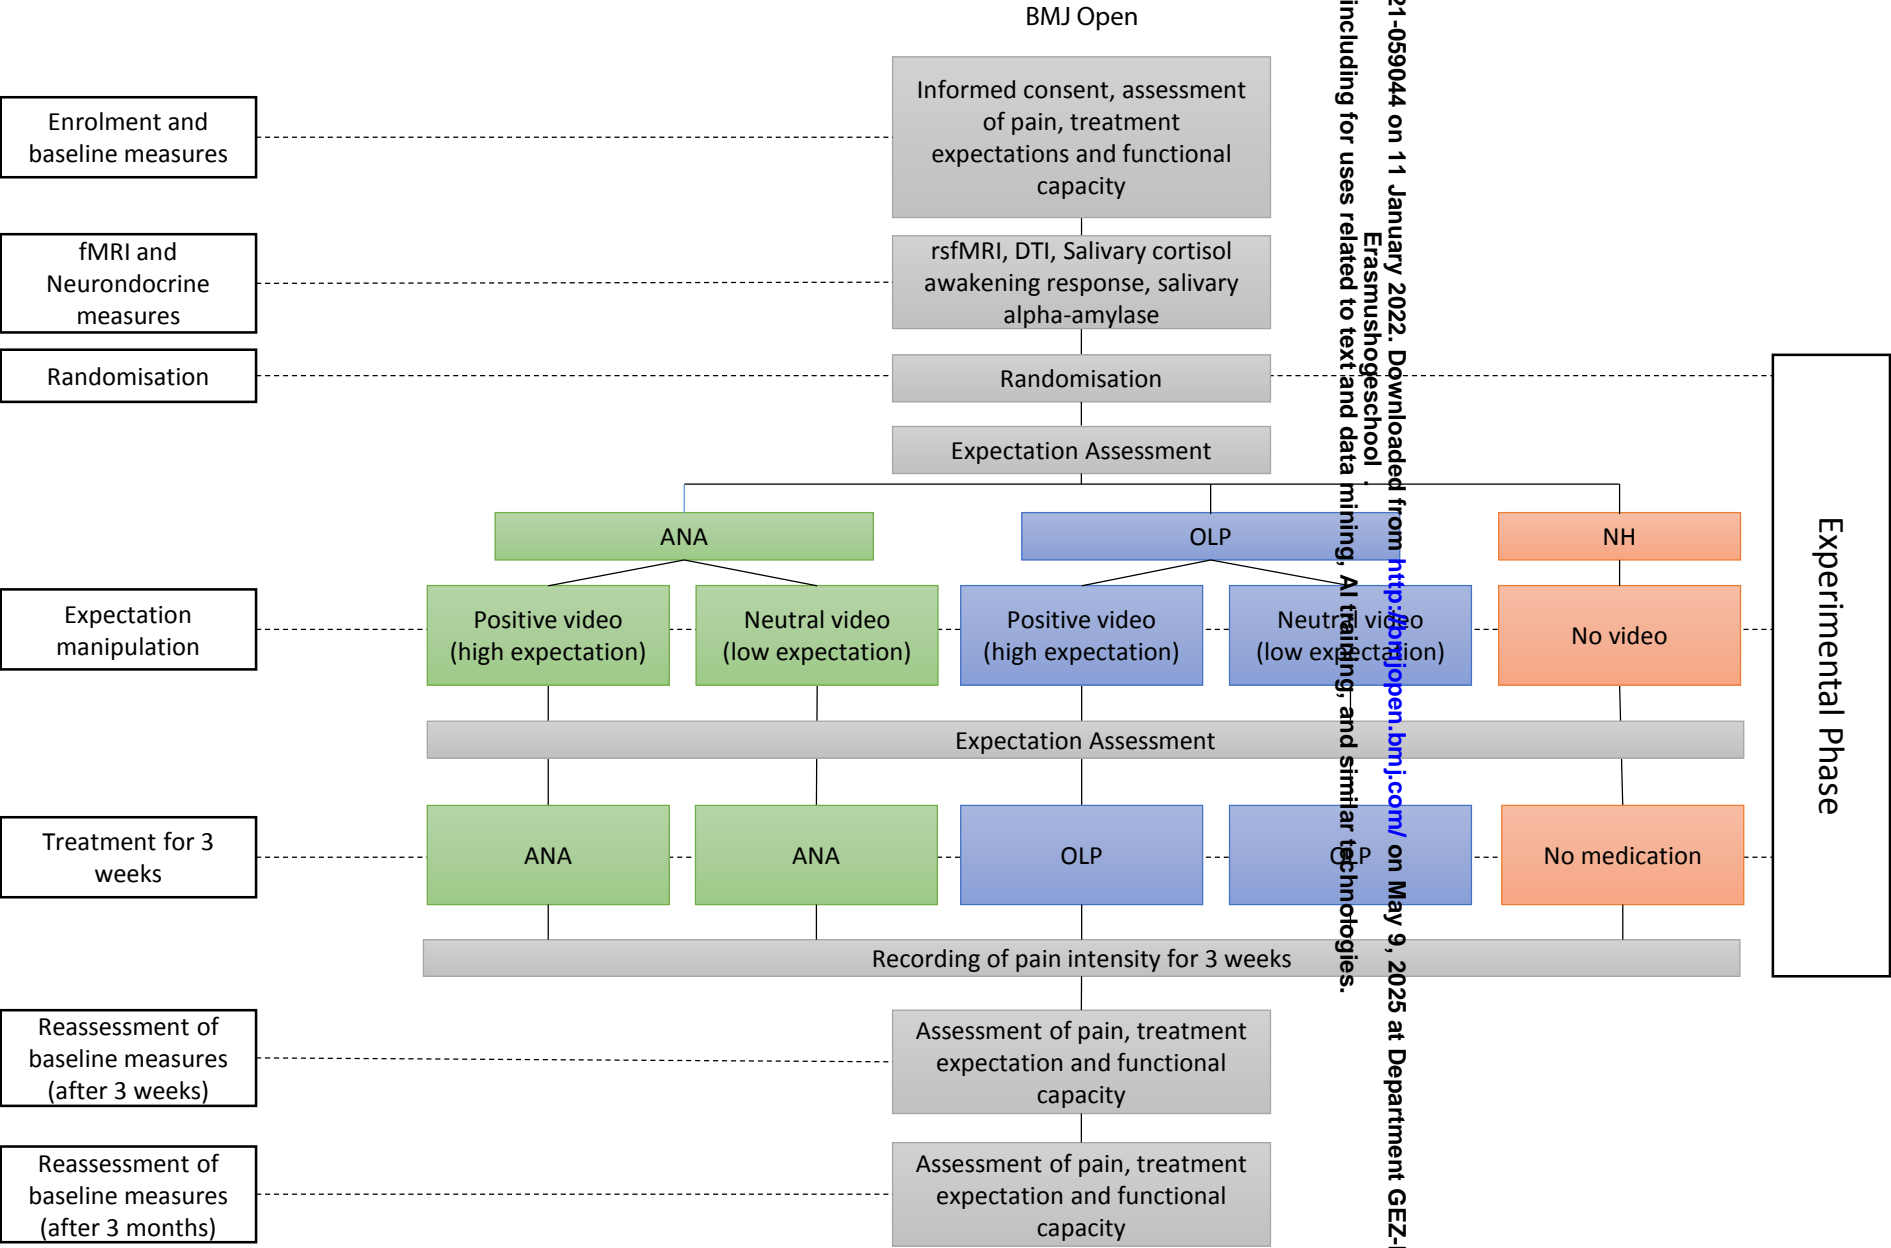 BMJ Open
Enrolment and
baseline measures
Informed consent, assessment
of pain, treatment
expectations and functional
capacity
fMRI and
Neurondocrine
measures
rsfMRI, DTI, Salivary cortisol
awakening response, salivary
alpha-amylase
Randomisation
Randomisation
Expectation Assessment
ANA
OLP
NH
Expectation
manipulation
Positive video
(high expectation)
Neutral video
(low expectation)
Positive video
(high expectation)
Neutral video
(low expectation)
No video
Expectation Assessment
Treatment for 3
weeks
ANA
ANA
OLP
OLP
No medication
Recording of pain intensity for 3 weeks
Reassessment of
baseline measures
(after 3 weeks)
Assessment of pain, treatment
expectation and functional
capacity
Reassessment of
baseline measures
(after 3 months)
Assessment of pain, treatment
expectation and functional
capacity
Experimental Phase
21-059044 on 11 January 2022. Downloaded from http://bmjopen.bmj.com/ on May 9, 2025 at Department GEZ-
Erasmushogeschool .
including for uses related to text and data mining, AI training, and similar technologies.